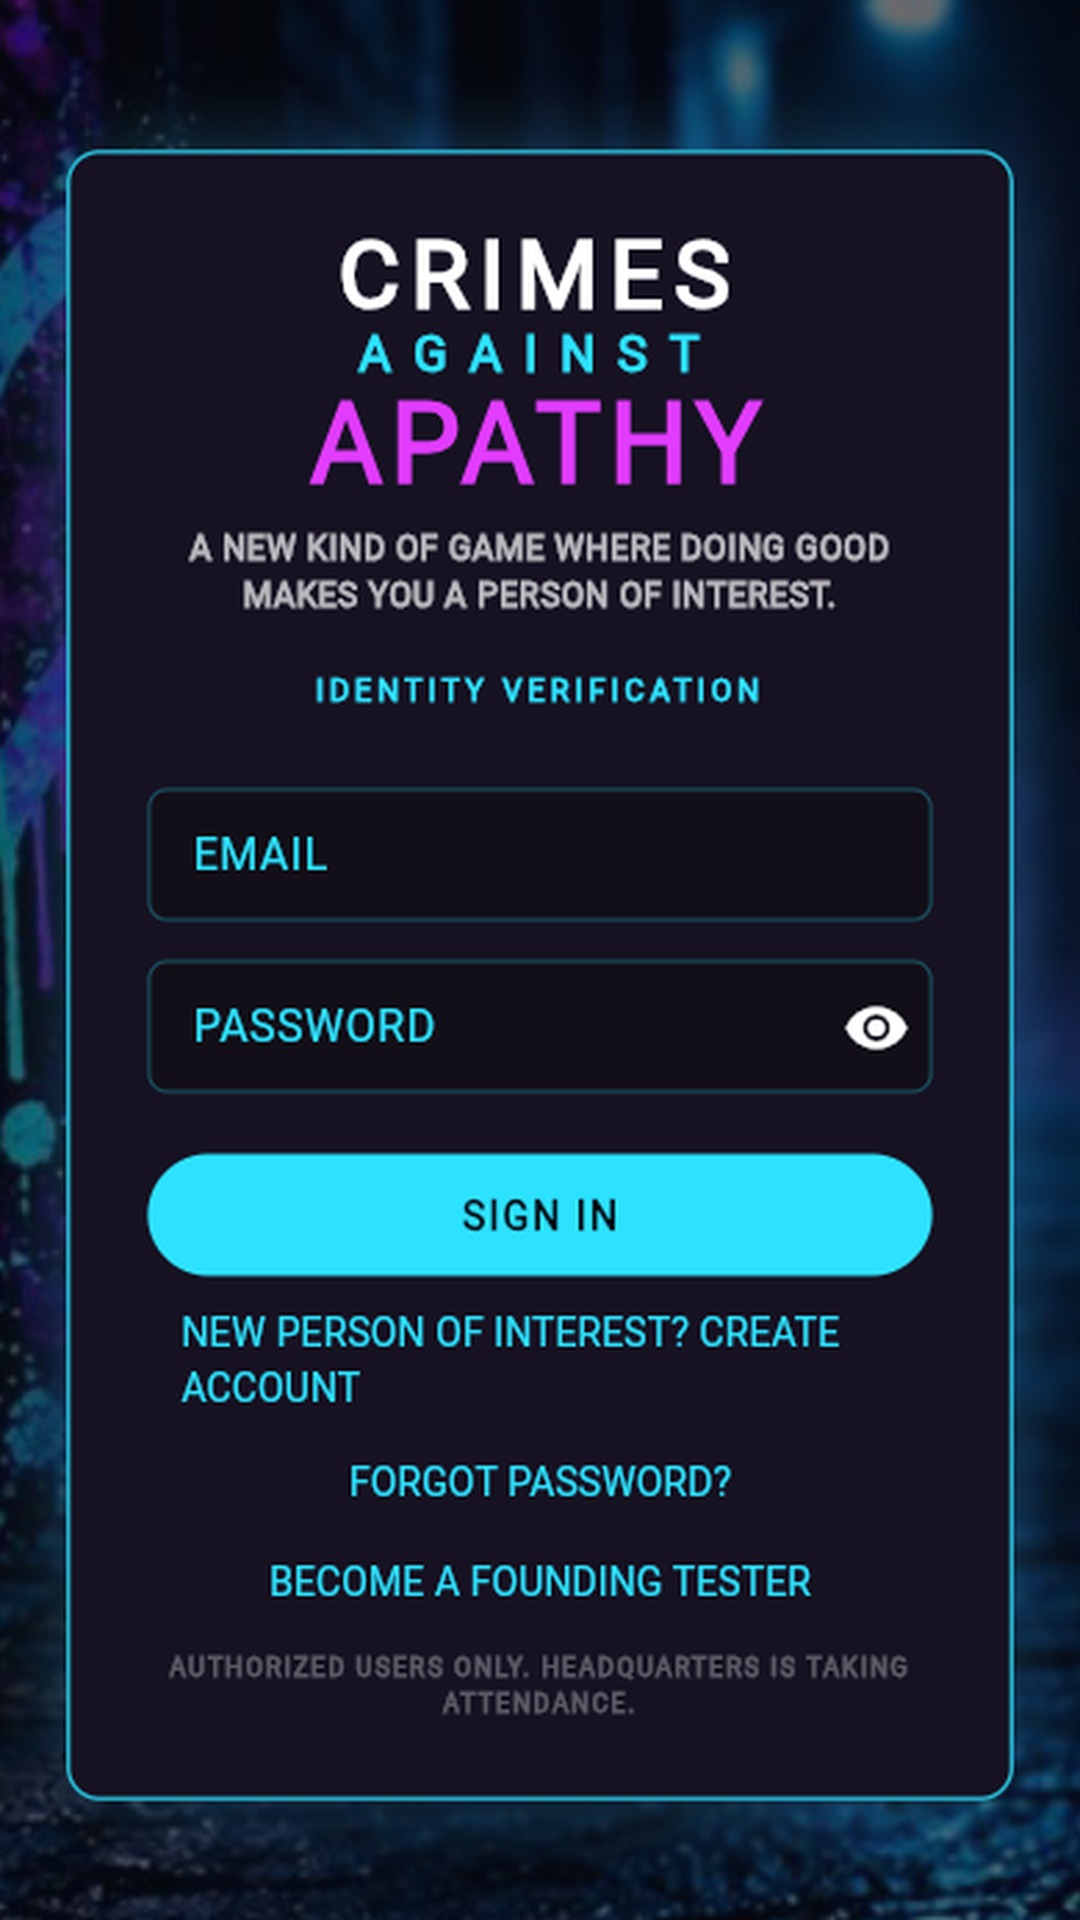 CRIMES
AGAINST
APATHY
A NEW KIND OF GAME WHERE DOING GOOD
MAKES YOU A PERSON OF INTEREST.
IDENTITY VERIFICATION
EMAIL
PASSWORD
SIGN IN
NEW PERSON OF INTEREST? CREATE
ACCOUNT
FORGOT PASSWORD?
BECOME A FOUNDING TESTER
AUTHORIZED USERS ONLY. HEADQUARTERS IS TAKING
ATTENDANCE.